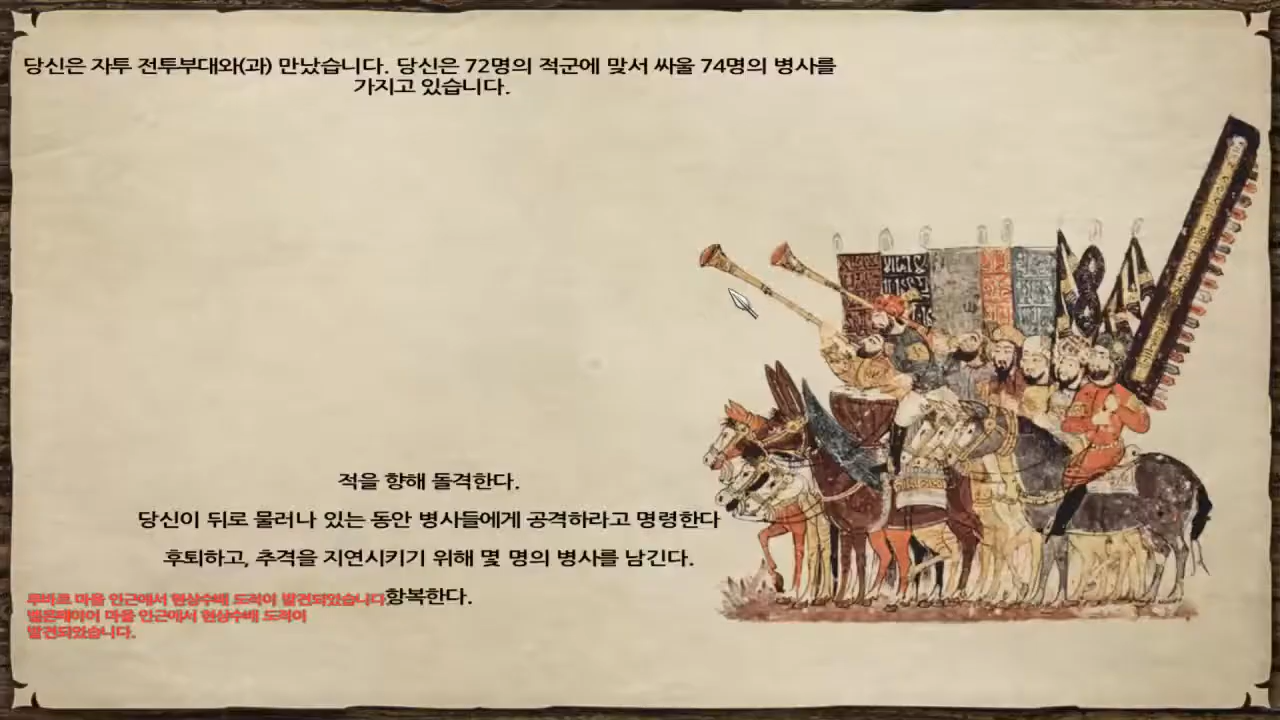 당신은 자투 전투부대와(과) 만났습니다. 당신은 72명의 적군에 맞서 싸울 74명의 병사를
가지고 있습니다.
적을 향해 돌격한다.
당신이 뒤로 물러나 있는 동안 병사들에게 공격하라고 명령한다
후퇴하고, 추격을 지연시키기 위해 몇 명의 병사를 남긴다.
항복한다.
마을 인근에서 현상수배 도적이 발견되었습니다.
마을 인근에서 현상수배 도적이
발견되었습니다.